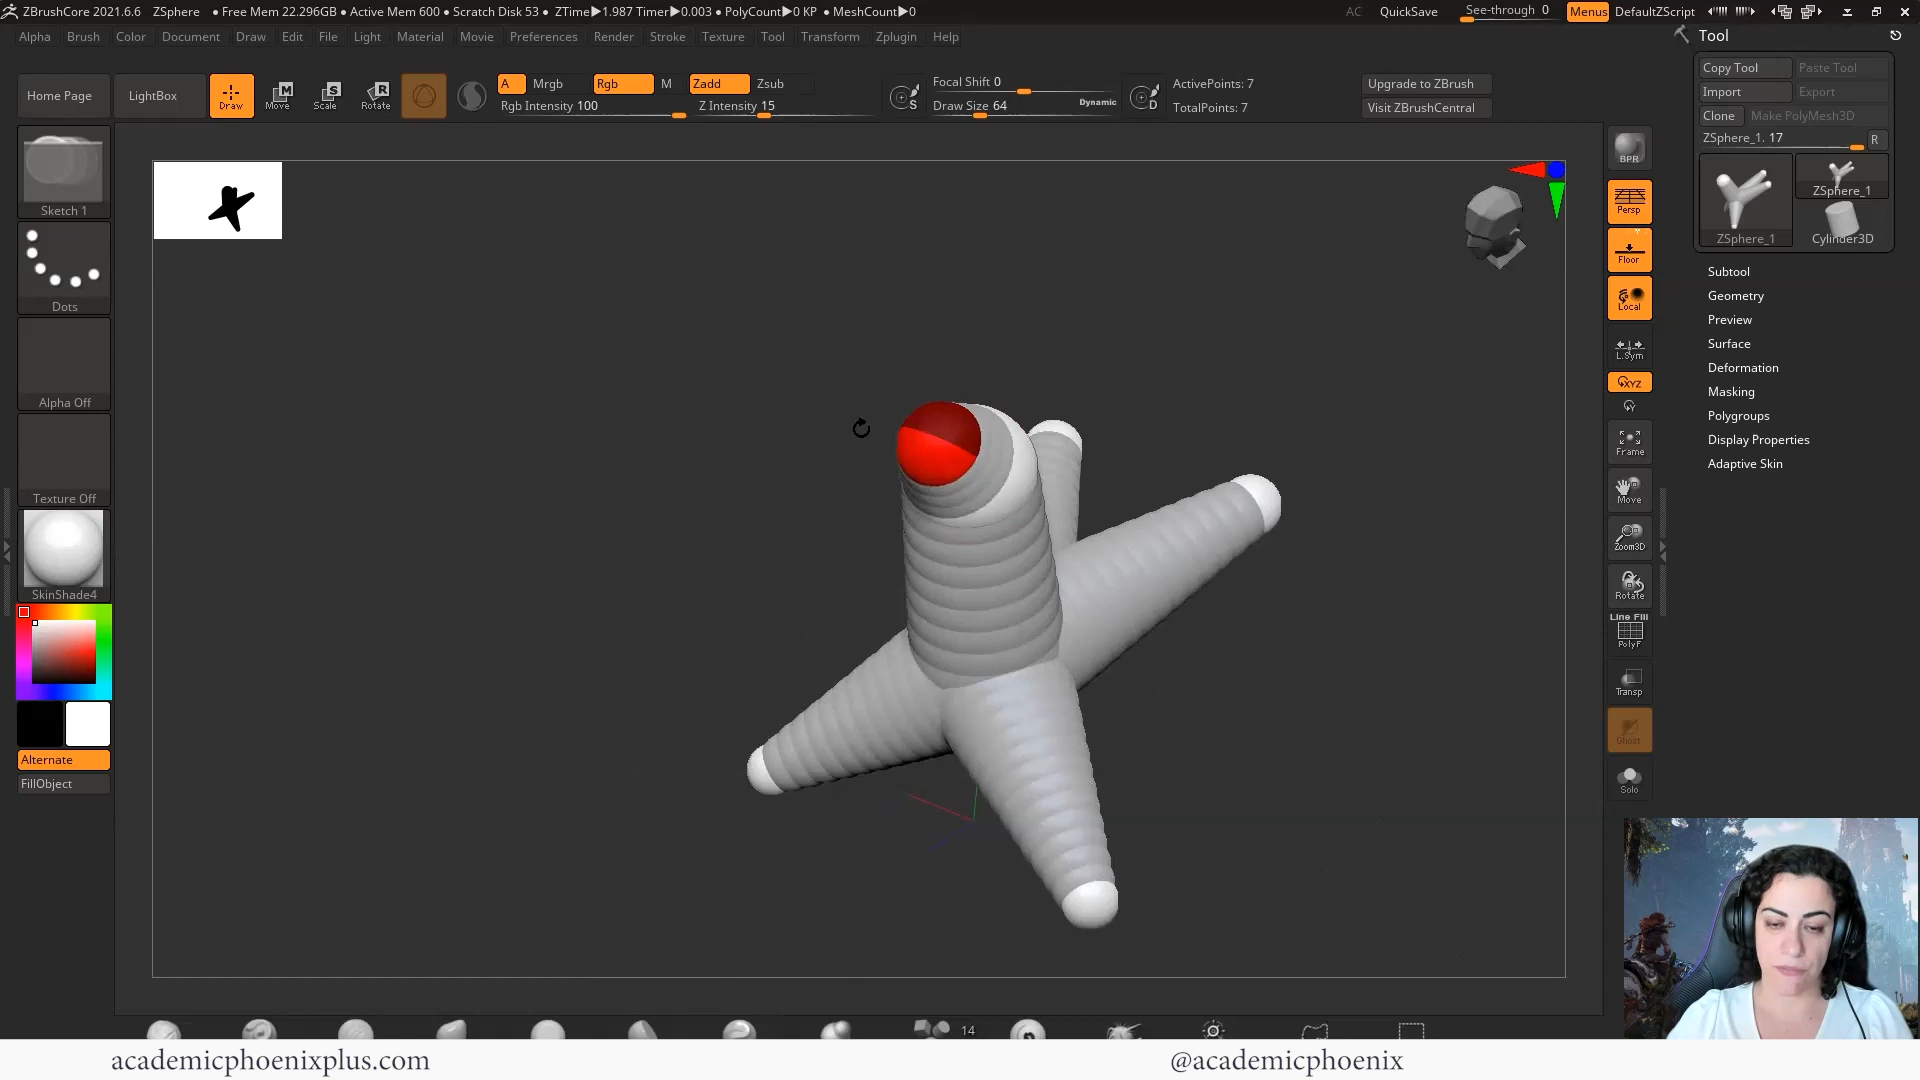 ZBrushCore 2021.6.6 ZSphere • Free Mem 22.296GB • Active Mem 600 • Scratch Disk 53 • ZTime▶1.987 Timer▶0.003 • PolyCount▶0 KP • MeshCount▶0 AC QuickSave See-through 0 Menus DefaultZScript
Alpha Brush Color Document Draw Edit File Light Material Movie Preferences Render Stroke Texture Tool Transform Zplugin Help
Tool
Copy Tool Paste Tool
Import Export
Clone Make PolyMesh3D
ZSphere_1. 17 R
ZSphere_1
ZSphere_1 Cylinder3D
Subtool
Geometry
Preview
Surface
Deformation
Masking
Polygroups
Display Properties
Adaptive Skin
Home Page LightBox Draw Move Scale Rotate
M S R
A Mrgb Rgb M Zadd Zsub
Rgb Intensity 100 Z Intensity 15
S Focal Shift 0
Draw Size 64 Dynamic
D ActivePoints: 7
TotalPoints: 7
Upgrade to ZBrush
Visit ZBrushCentral
Sketch 1
Dots
Alpha Off
Texture Off
SkinShade4
Alternate
FillObject
BPR
Persp
Floor
Local
L.Sym
XYZ
Y
Frame
Move
Zoom3D
Rotate
Line Fill
PolyF
Transp
Ghost
Solo
14
academicphoenixplus.com @academicphoenix